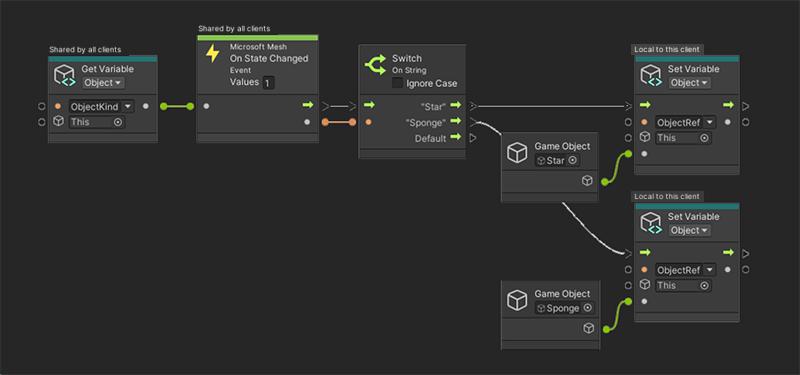 Shared by all clients
Get Variable
Object
ObjectKind
This
Shared by all clients
Microsoft Mesh
On State Changed
Event
Values 1
Switch
On String
Ignore Case
"Star"
"Sponge"
Default
Game Object
Star
Local to this client
Set Variable
Object
ObjectRef
This
Local to this client
Set Variable
Object
ObjectRef
This
Game Object
Sponge